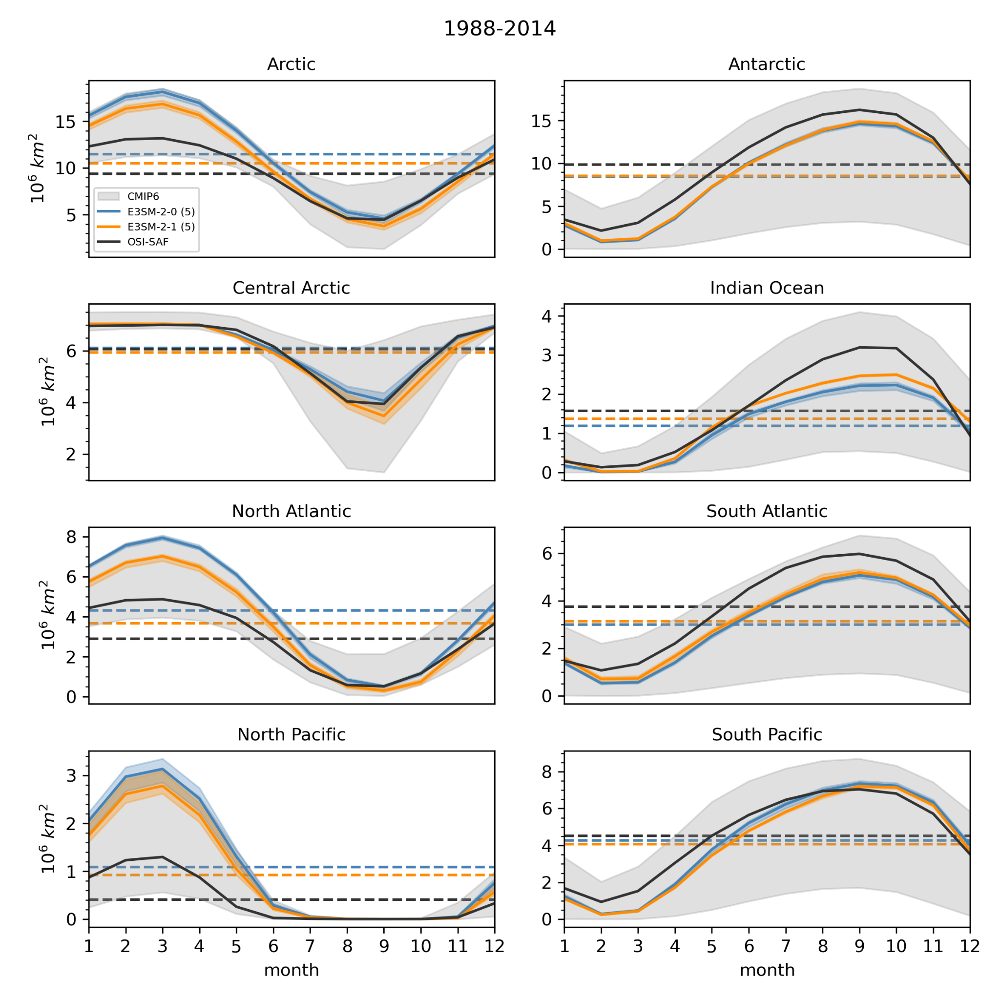 1988-2014
Arctic
15
10
5
10⁶ km²
CMIP6
E3SM-2-0 (5)
E3SM-2-1 (5)
OSI-SAF
Antarctic
15
10
5
0
Central Arctic
6
4
2
10⁶ km²
Indian Ocean
4
3
2
1
0
North Atlantic
8
6
4
2
0
10⁶ km²
South Atlantic
6
4
2
0
North Pacific
3
2
1
0
10⁶ km²
1 2 3 4 5 6 7 8 9 10 11 12
month
South Pacific
8
6
4
2
0
1 2 3 4 5 6 7 8 9 10 11 12
month